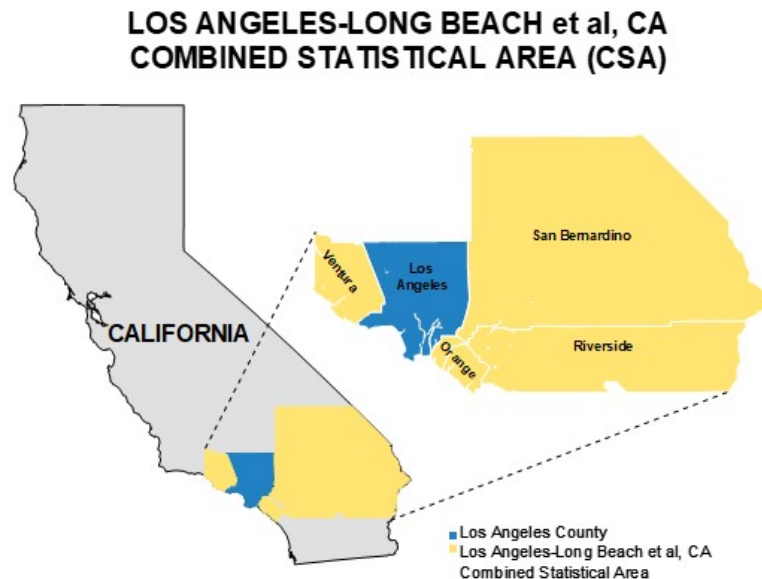 LOS ANGELES-LONG BEACH et al, CA
COMBINED STATISTICAL AREA (CSA)
San Bernardino
Ventura
Los
Angeles
CALIFORNIA
Orange
Riverside
Los Angeles County
Los Angeles-Long Beach et al, CA
Combined Statistical Area